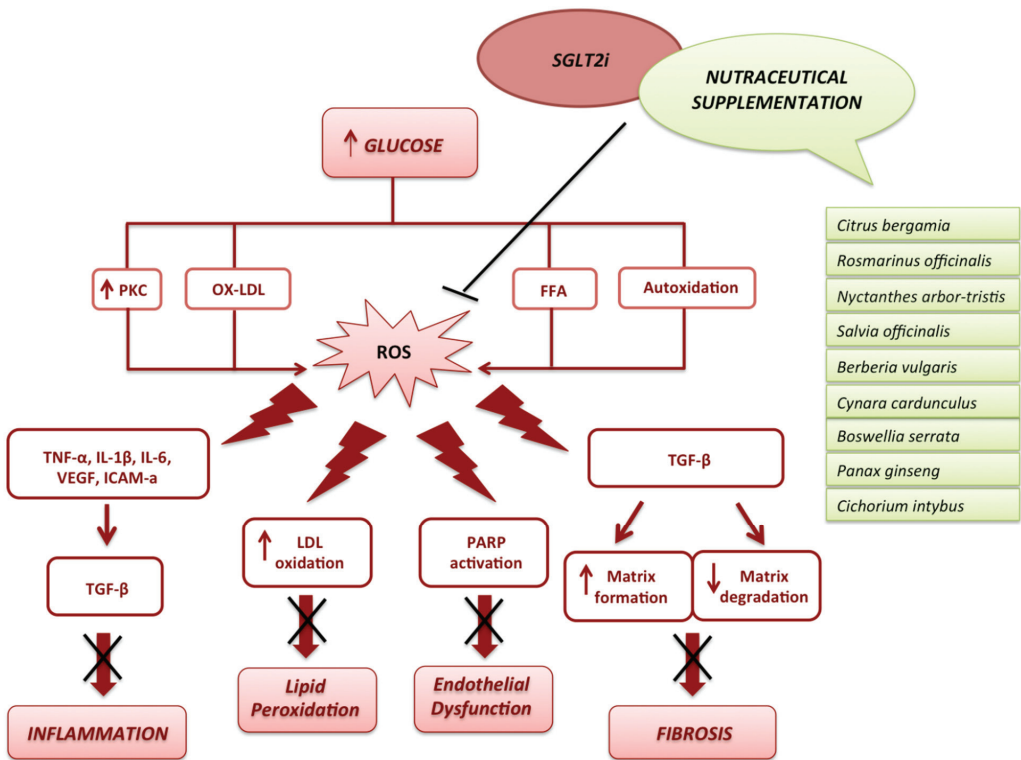 SGLT2i
NUTRACEUTICAL
SUPPLEMENTATION
↑ GLUCOSE
↑ PKC
OX-LDL
FFA
Autoxidation
ROS
Citrus bergamia
Rosmarinus officinalis
Nyctanthes arbor-tristis
Salvia officinalis
Berberia vulgaris
Cynara cardunculus
Boswellia serrata
Panax ginseng
Cichorium intybus
TNF-α, IL-1β, IL-6,
VEGF, ICAM-a
TGF-β
TGF-β
↑ LDL
oxidation
PARP
activation
↑ Matrix
formation
↓ Matrix
degradation
INFLAMMATION
Lipid
Peroxidation
Endothelial
Dysfunction
FIBROSIS